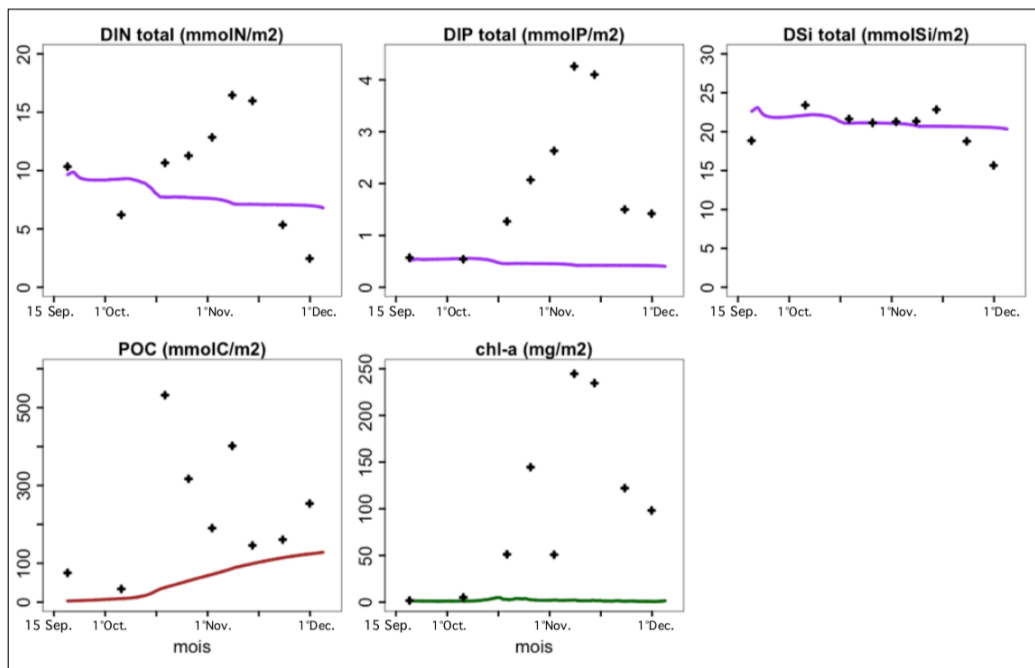 DIN total (mmolN/m2)
20
15
10
5
0
15 Sep. 1°Oct. 1°Nov. 1°Dec.
DIP total (mmolP/m2)
4
3
2
1
0
15 Sep. 1°Oct. 1°Nov. 1°Dec.
DSi total (mmolSi/m2)
30
25
20
15
10
5
0
15 Sep. 1°Oct. 1°Nov. 1°Dec.
POC (mmolC/m2)
500
300
100
0
15 Sep. 1°Oct. 1°Nov. 1°Dec.
mois
chl-a (mg/m2)
250
200
150
100
50
0
15 Sep. 1°Oct. 1°Nov. 1°Dec.
mois